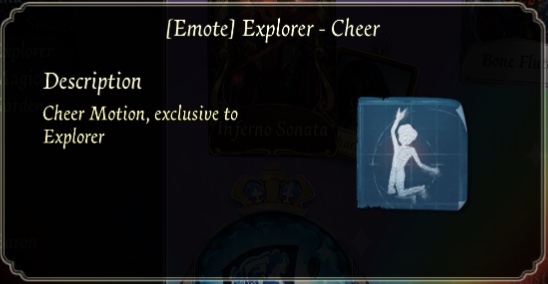 [Emote] Explorer - Cheer
Description
Cheer Motion, exclusive to
Explorer
Inferno Sonata